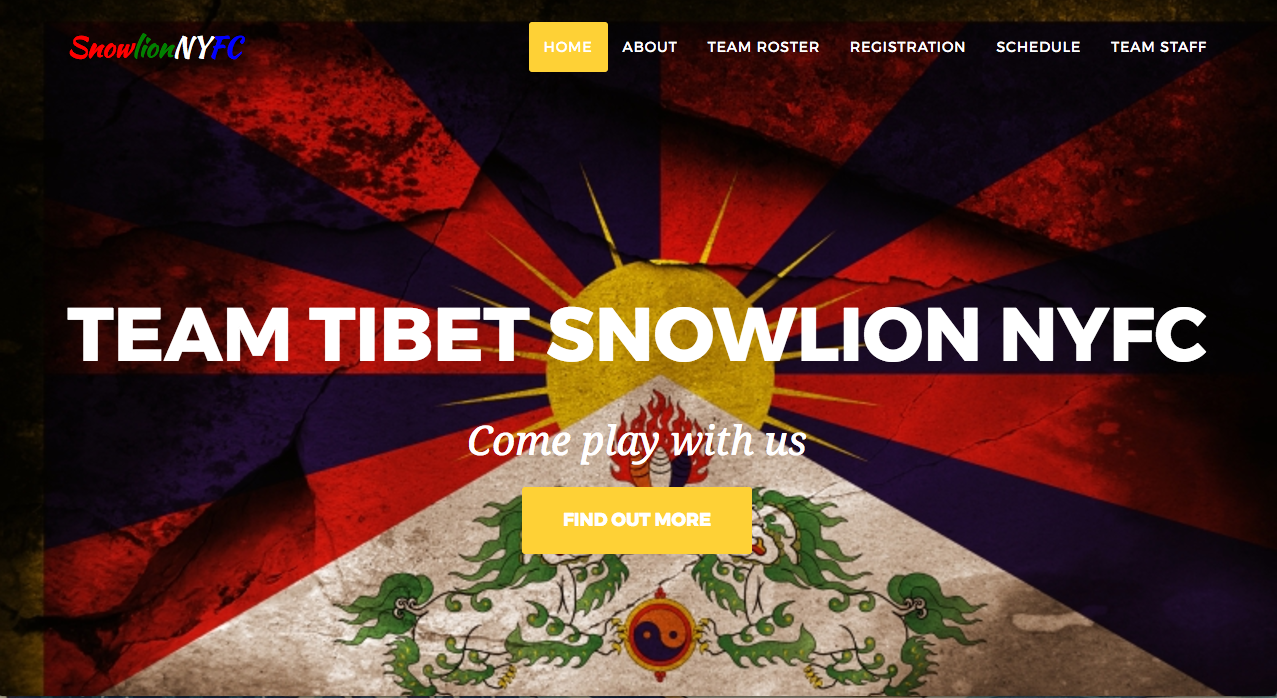 SnowlionNYFC HOME ABOUT TEAM ROSTER REGISTRATION SCHEDULE TEAM STAFF
TEAM TIBET SNOWLION NYFC
Come play with us
FIND OUT MORE